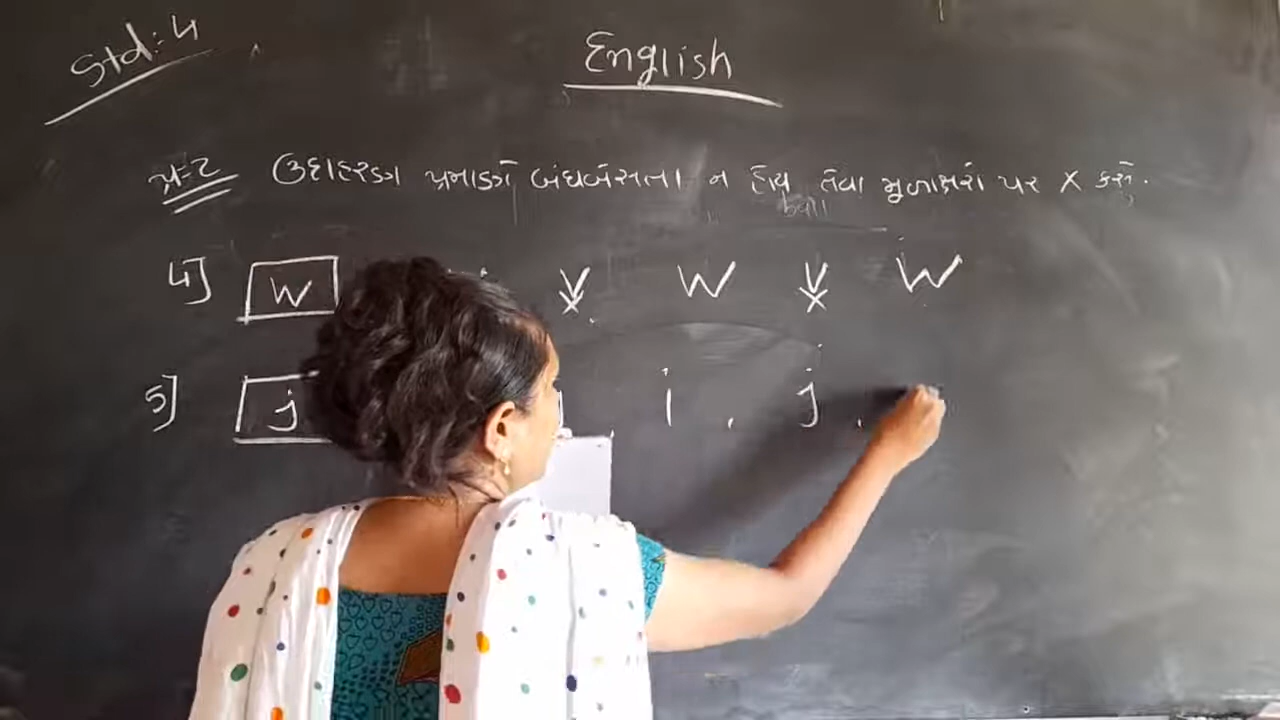 Std:- 4
English
પ્ર-૨ ઉદાહરણ પ્રમાણે બંધબેસતા ન હોય તેવા મૂળાક્ષરો પર X કરો.
4] W v W v W
5] j i , j ,